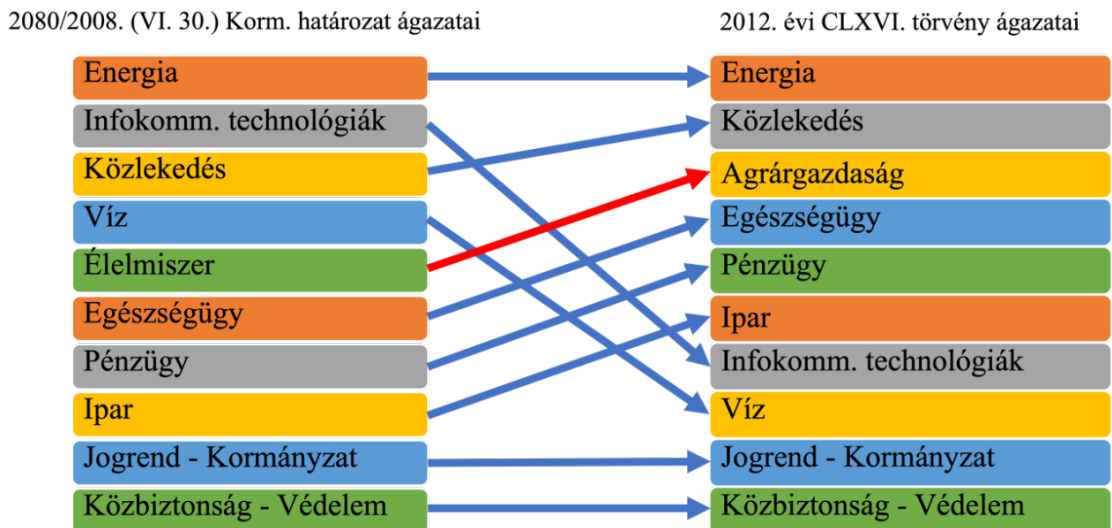 2080/2008. (VI. 30.) Korm. határozat ágazatai
Energia
Infokomm. technológiák
Közlekedés
Víz
Élelmiszer
Egészségügy
Pénzügy
Ipar
Jogrend - Kormányzat
Közbiztonság - Védelem
2012. évi CLXVI. törvény ágazatai
Energia
Közlekedés
Agrárgazdaság
Egészségügy
Pénzügy
Ipar
Infokomm. technológiák
Víz
Jogrend - Kormányzat
Közbiztonság - Védelem